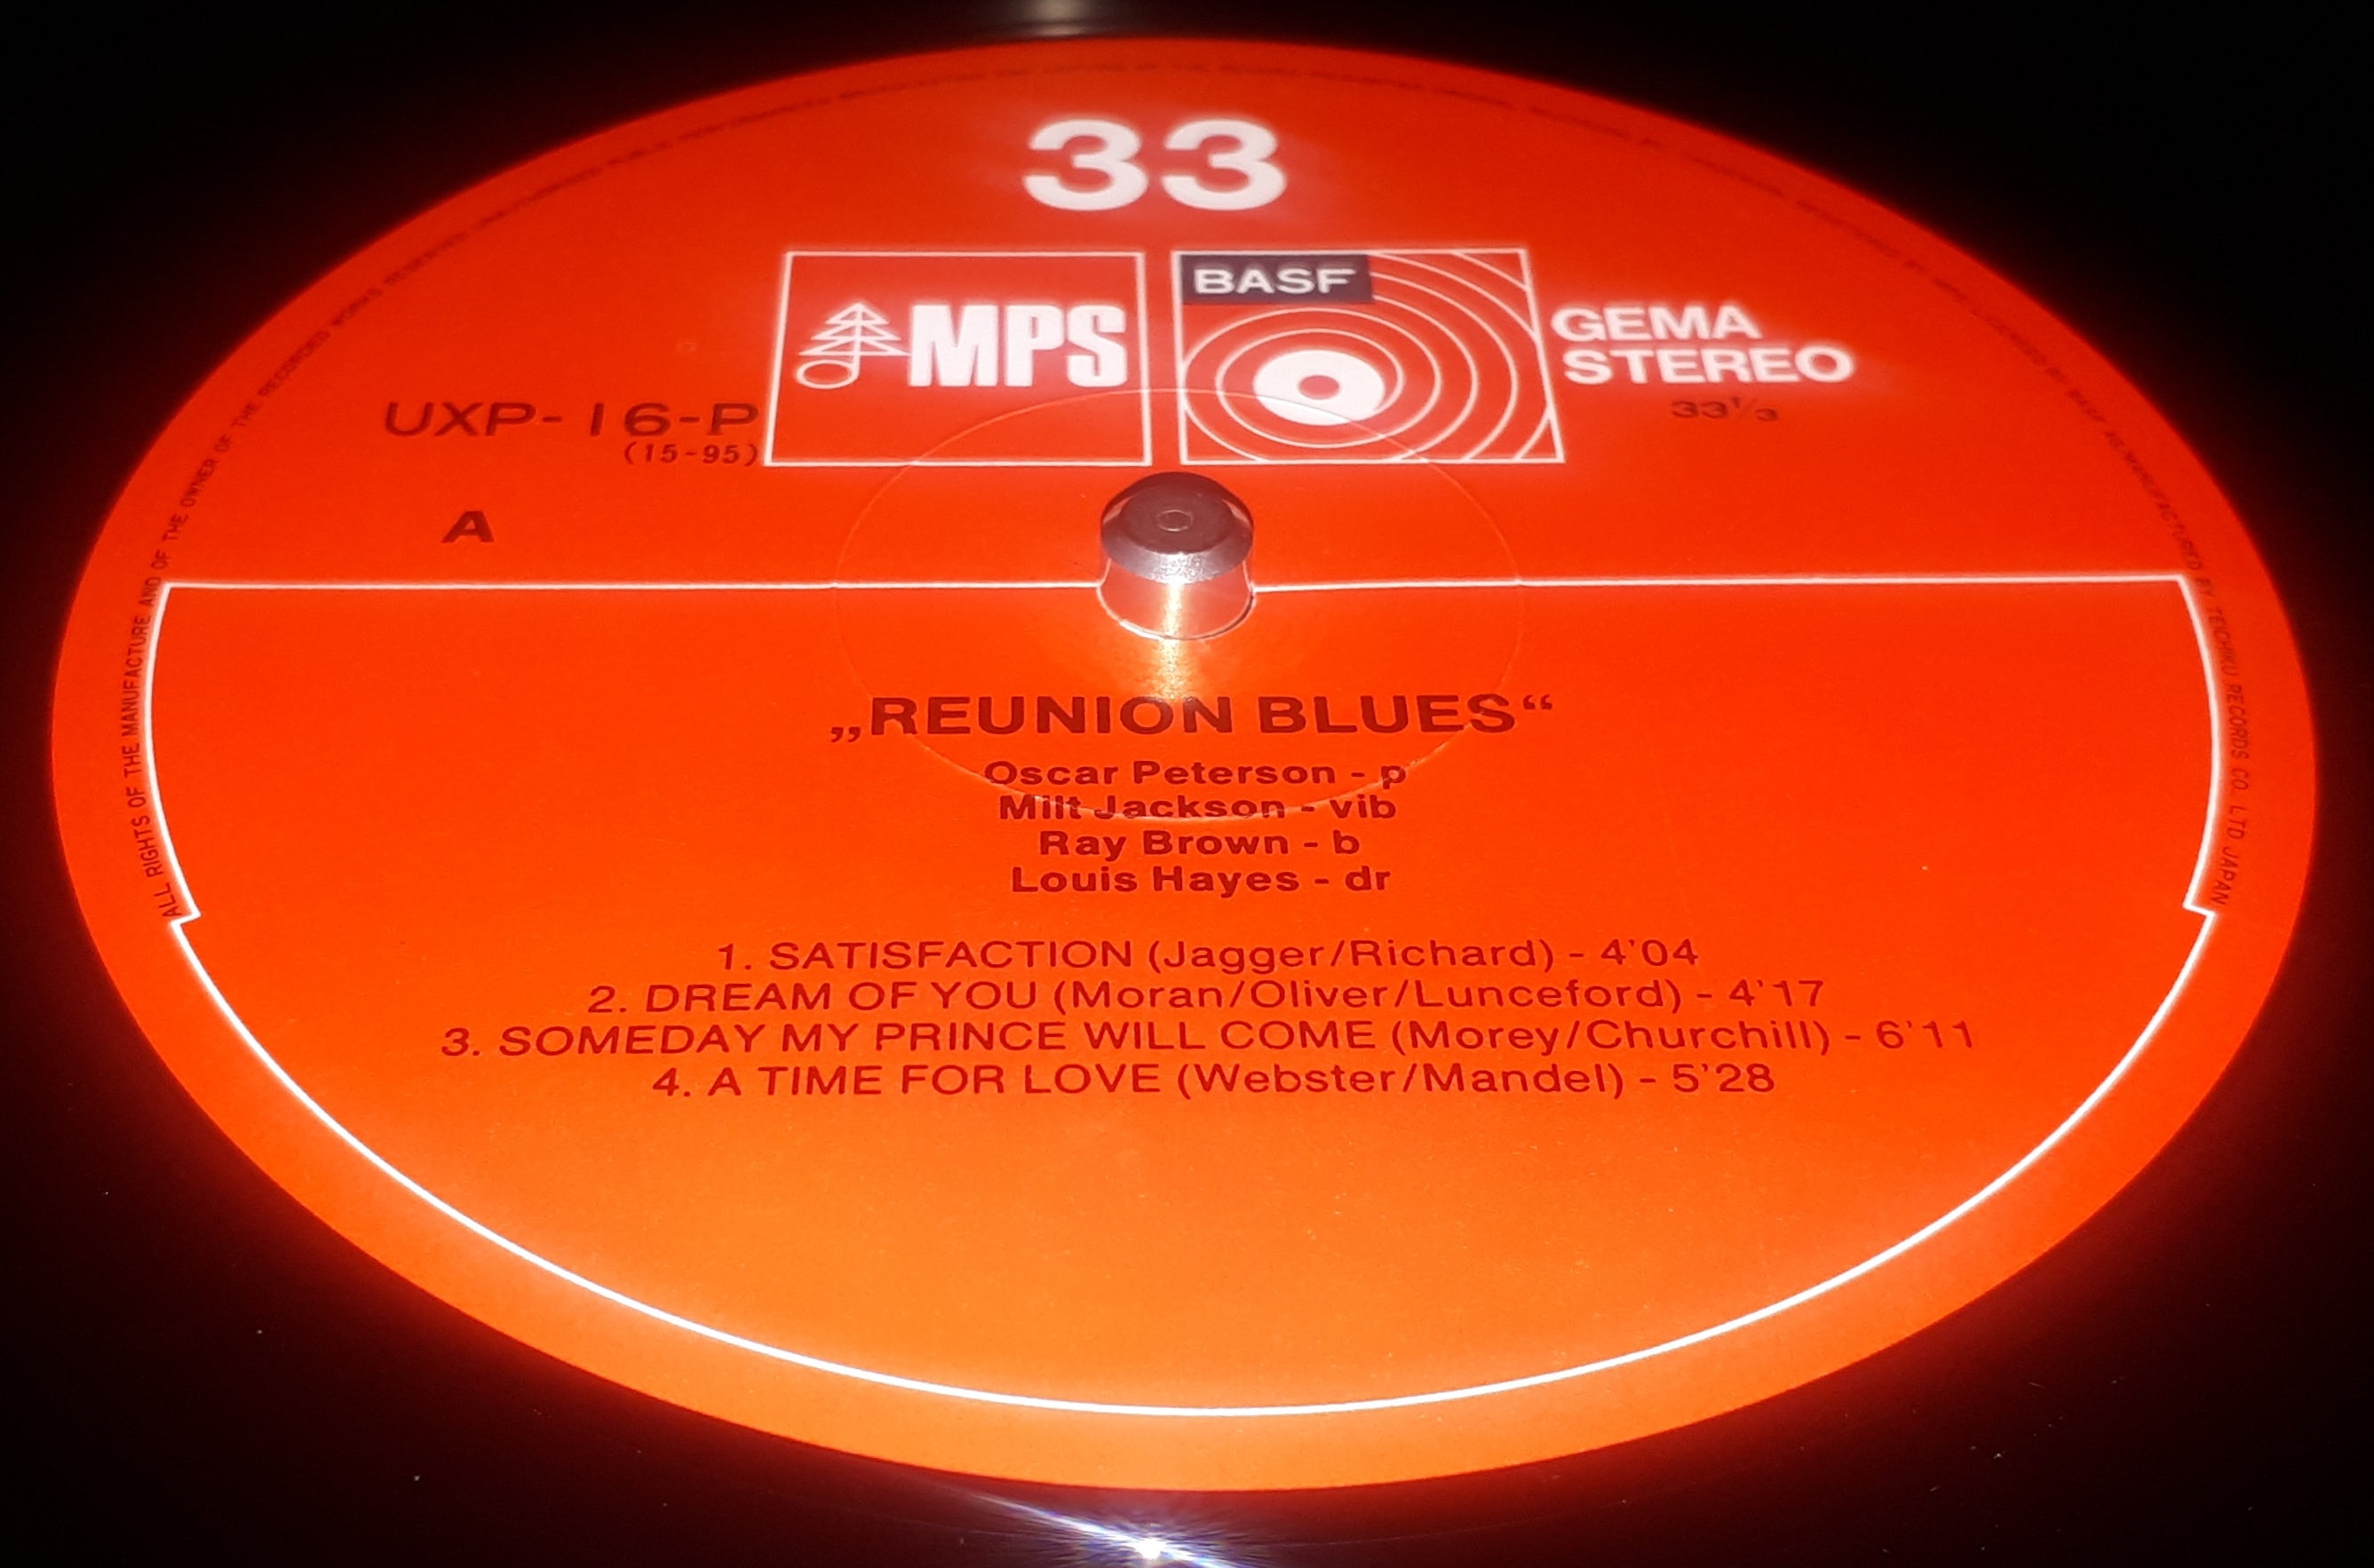 33
MPS
BASF
GEMA
STEREO
33⅓
UXP-16-P
(15-95)
A
„REUNION BLUES“
Oscar Peterson - p
Milt Jackson - vib
Ray Brown - b
Louis Hayes - dr
1. SATISFACTION (Jagger/Richard) - 4'04
2. DREAM OF YOU (Moran/Oliver/Lunceford) - 4'17
3. SOMEDAY MY PRINCE WILL COME (Morey/Churchill) - 6'11
4. A TIME FOR LOVE (Webster/Mandel) - 5'28
ALL RIGHTS OF THE MANUFACTURE AND OF THE OWNER OF THE RECORDED WORKS RESERVED
MANUFACTURED BY TEICHIKU RECORDS CO. LTD JAPAN